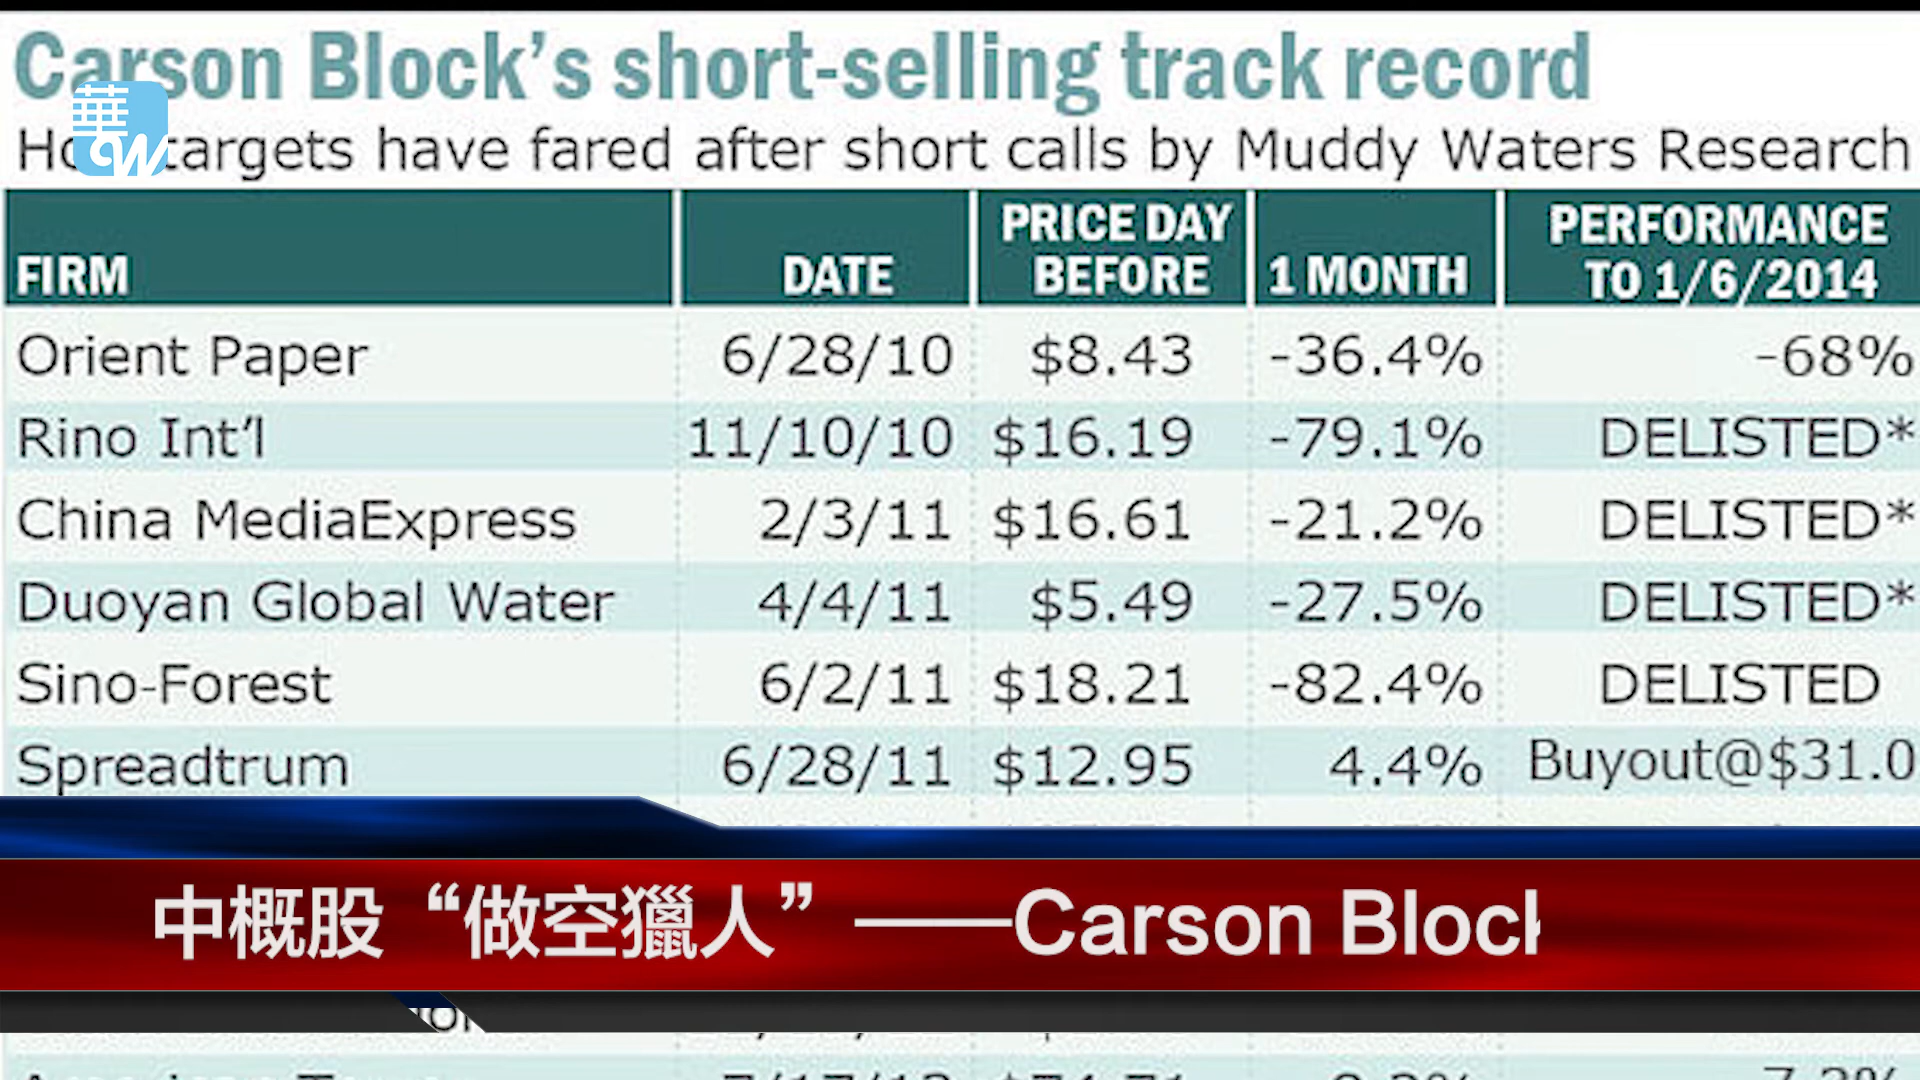 Carson Block's short-selling track record
targets have fared after short calls by Muddy Waters Research
華W
FIRM DATE PRICE DAY BEFORE 1 MONTH PERFORMANCE TO 1/6/2014
Orient Paper 6/28/10 $8.43 -36.4% -68%
Rino Int'l 11/10/10 $16.19 -79.1% DELISTED*
China MediaExpress 2/3/11 $16.61 -21.2% DELISTED*
Duoyan Global Water 4/4/11 $5.49 -27.5% DELISTED*
Sino-Forest 6/2/11 $18.21 -82.4% DELISTED
Spreadtrum 6/28/11 $12.95 4.4% Buyout@$31.0
中概股“做空獵人”——Carson Block